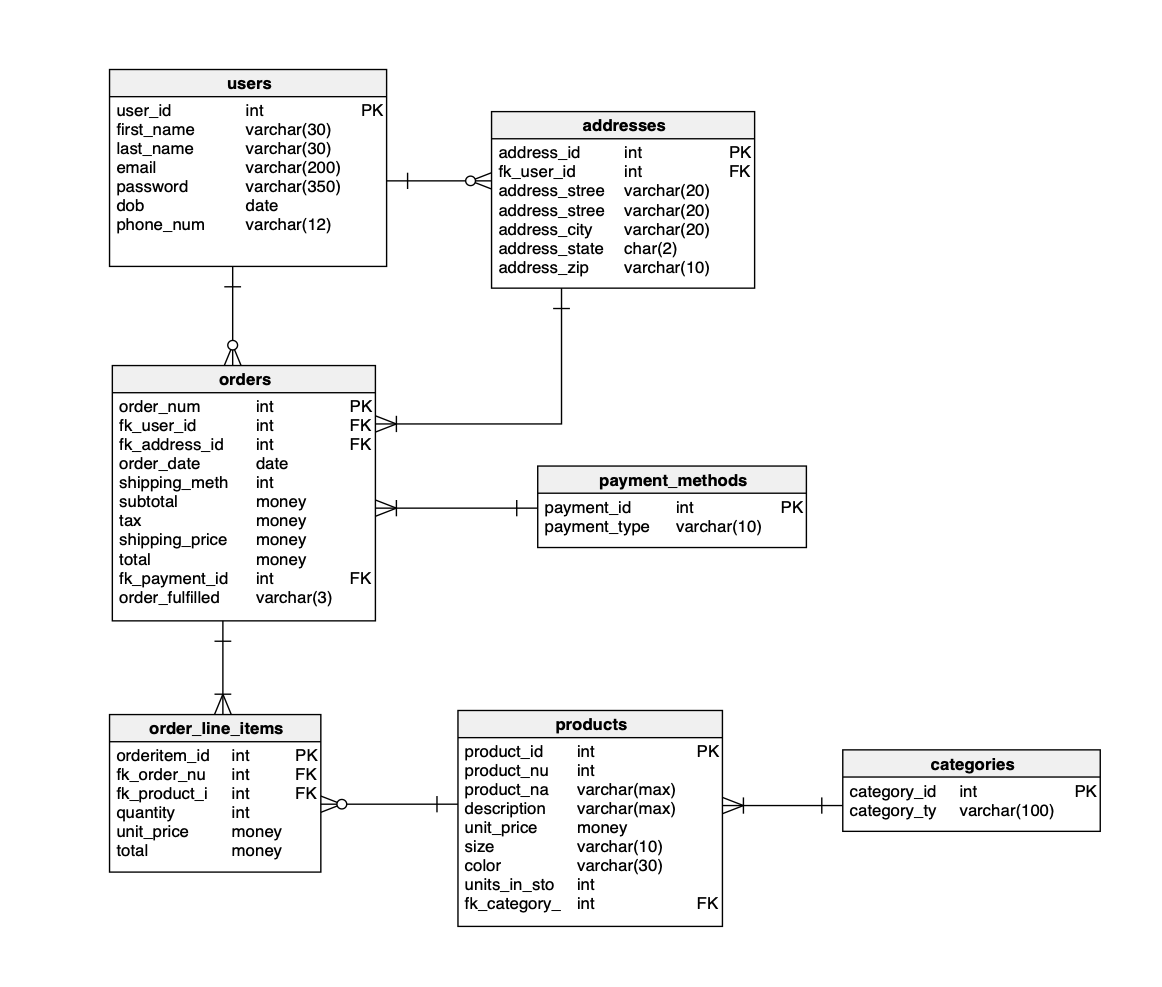 users
user_id int PK
first_name varchar(30)
last_name varchar(30)
email varchar(200)
password varchar(350)
dob date
phone_num varchar(12)
addresses
address_id int PK
fk_user_id int FK
address_stree varchar(20)
address_stree varchar(20)
address_city varchar(20)
address_state char(2)
address_zip varchar(10)
orders
order_num int PK
fk_user_id int FK
fk_address_id int FK
order_date date
shipping_meth int
subtotal money
tax money
shipping_price money
total money
fk_payment_id int FK
order_fulfilled varchar(3)
payment_methods
payment_id int PK
payment_type varchar(10)
order_line_items
orderitem_id int PK
fk_order_nu int FK
fk_product_i int FK
quantity int
unit_price money
total money
products
product_id int PK
product_nu int
product_na varchar(max)
description varchar(max)
unit_price money
size varchar(10)
color varchar(30)
units_in_sto int
fk_category_ int FK
categories
category_id int PK
category_ty varchar(100)